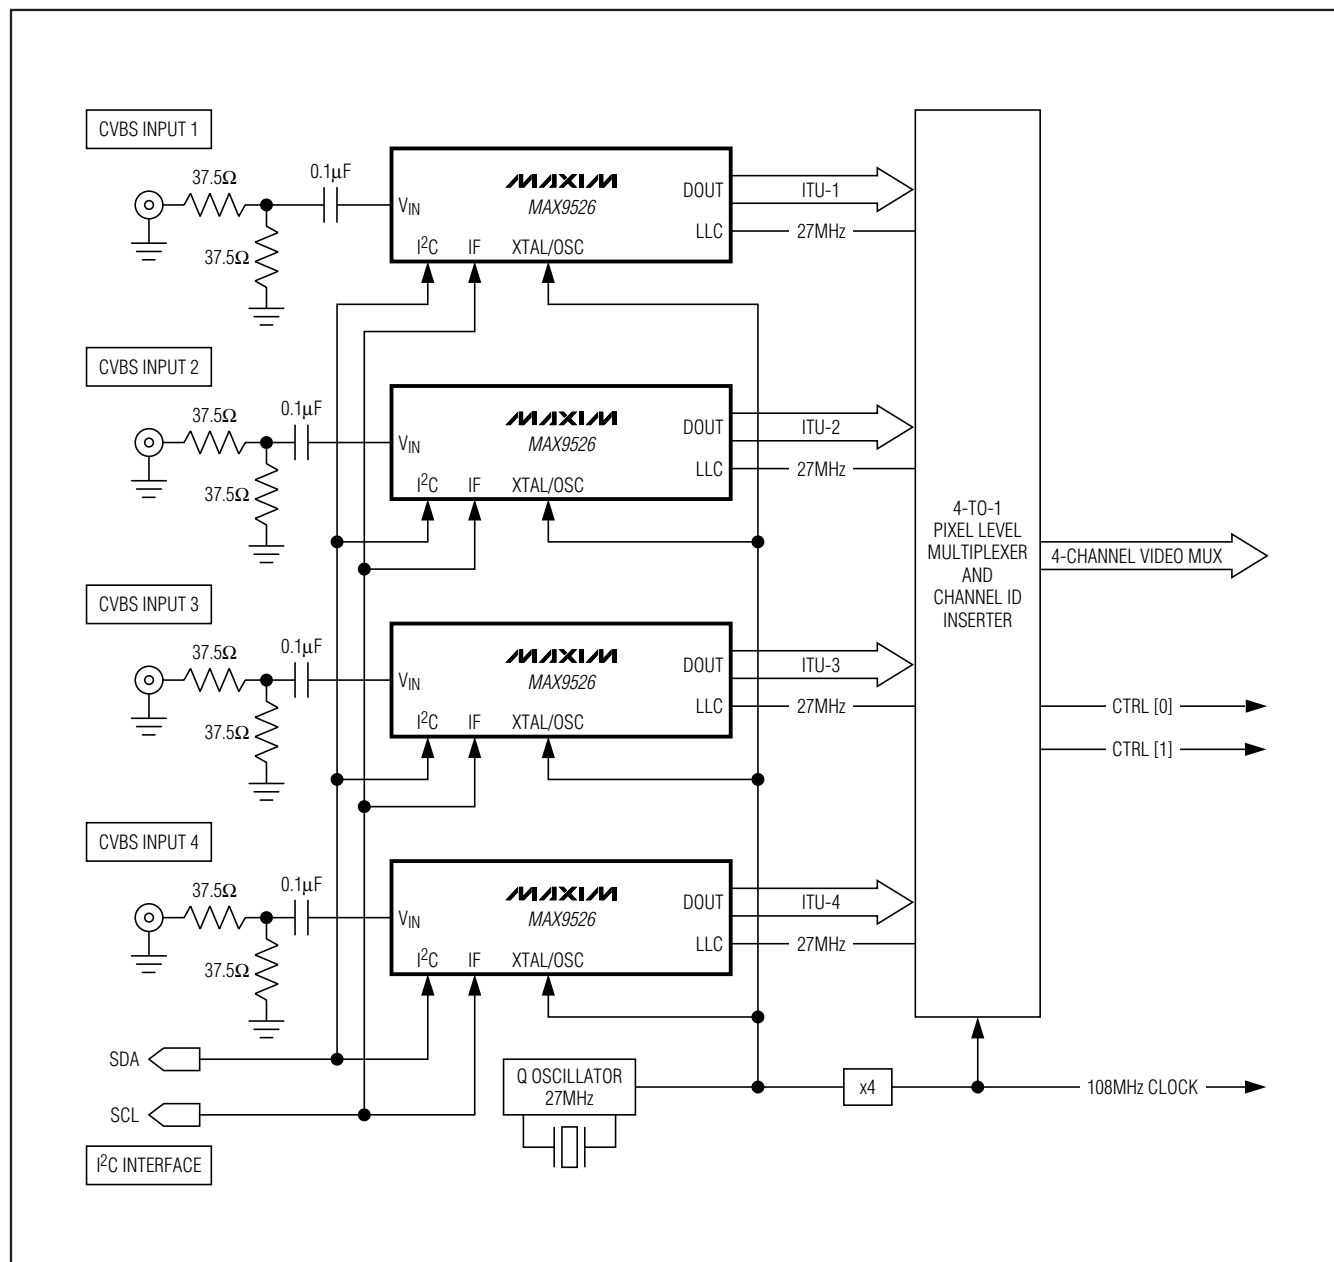 CVBS INPUT 1
37.5Ω
0.1µF
37.5Ω
VIN
MAXIM
MAX9526
DOUT
LLC
I²C IF XTAL/OSC
ITU-1
27MHz
CVBS INPUT 2
37.5Ω
0.1µF
37.5Ω
VIN
MAXIM
MAX9526
DOUT
LLC
I²C IF XTAL/OSC
ITU-2
27MHz
CVBS INPUT 3
37.5Ω
0.1µF
37.5Ω
VIN
MAXIM
MAX9526
DOUT
LLC
I²C IF XTAL/OSC
ITU-3
27MHz
CVBS INPUT 4
37.5Ω
0.1µF
37.5Ω
VIN
MAXIM
MAX9526
DOUT
LLC
I²C IF XTAL/OSC
ITU-4
27MHz
4-TO-1
PIXEL LEVEL
MULTIPLEXER
AND
CHANNEL ID
INSERTER
4-CHANNEL VIDEO MUX
CTRL [0]
CTRL [1]
SDA
SCL
I²C INTERFACE
Q OSCILLATOR
27MHz
x4
108MHz CLOCK